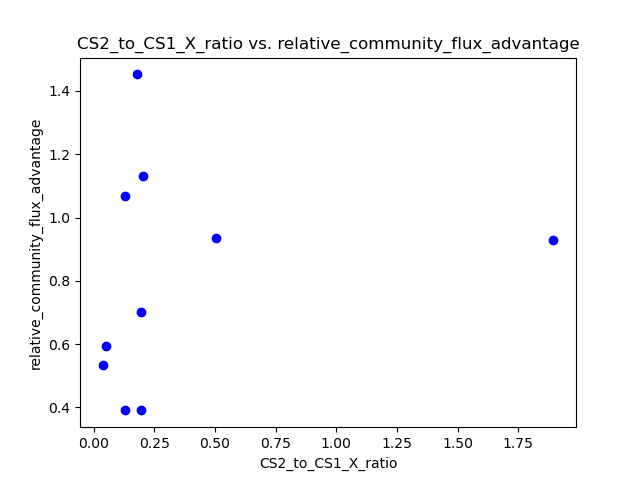 CS2_to_CS1_X_ratio vs. relative_community_flux_advantage
relative_community_flux_advantage
1.4
1.2
1.0
0.8
0.6
0.4
0.00 0.25 0.50 0.75 1.00 1.25 1.50 1.75
CS2_to_CS1_X_ratio